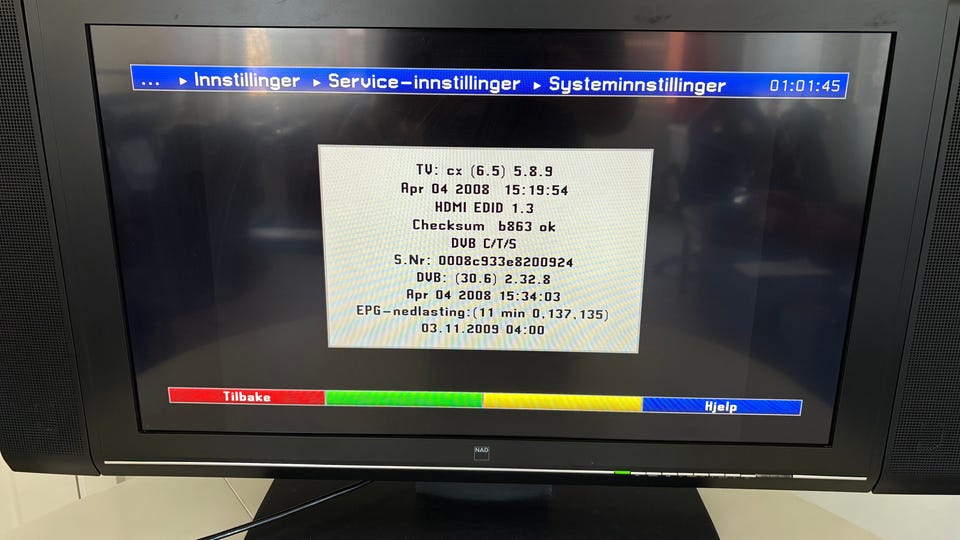 ... ▸ Innstillinger ▸ Service-innstillinger ▸ Systeminnstillinger 01:01:45
TV: cx (6.5) 5.8.9
Apr 04 2008 15:19:54
HDMI EDID 1.3
Checksum b863 ok
DVB C/T/S
S.Nr: 0008c933e8200924
DVB: (30.6) 2.32.8
Apr 04 2008 15:34:03
EPG-nedlasting:(11 min 0,137,135)
03.11.2009 04:00
Tilbake Hjelp
NAD